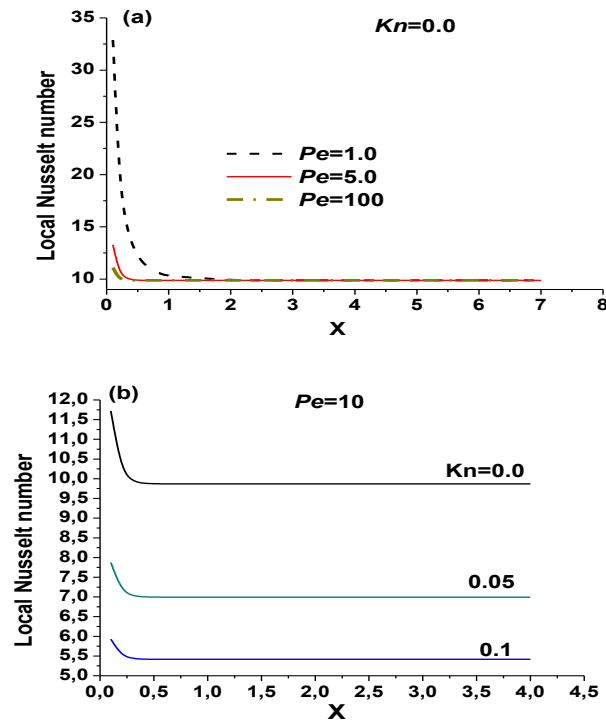 (a)
Kn=0.0
35
30
25
20
15
10
Local Nusselt number
Pe=1.0
Pe=5.0
Pe=100
0 1 2 3 4 5 6 7 8
X
(b)
Pe=10
12,0
11,5
11,0
10,5
10,0
9,5
9,0
8,5
8,0
7,5
7,0
6,5
6,0
5,5
5,0
Local Nusselt number
Kn=0.0
0.05
0.1
0,0 0,5 1,0 1,5 2,0 2,5 3,0 3,5 4,0 4,5
X